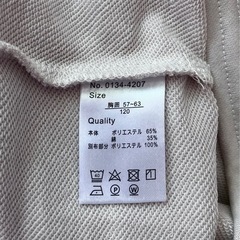 No. 0134-4207
Size
胸囲 57-63
120
Quality
本体 ポリエステル 65%
綿 35%
別布部分 ポリエステル 100%